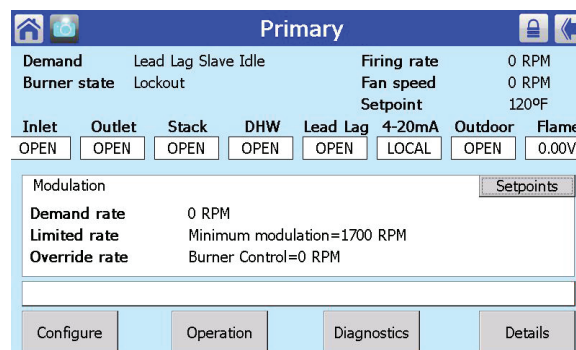 Primary
Demand Lead Lag Slave Idle Firing rate 0 RPM
Burner state Lockout Fan speed 0 RPM
Setpoint 120ºF
Inlet Outlet Stack DHW Lead Lag 4-20mA Outdoor Flame
OPEN OPEN OPEN OPEN OPEN LOCAL OPEN 0.00V
Modulation Setpoints
Demand rate 0 RPM
Limited rate Minimum modulation=1700 RPM
Override rate Burner Control=0 RPM
Configure Operation Diagnostics Details